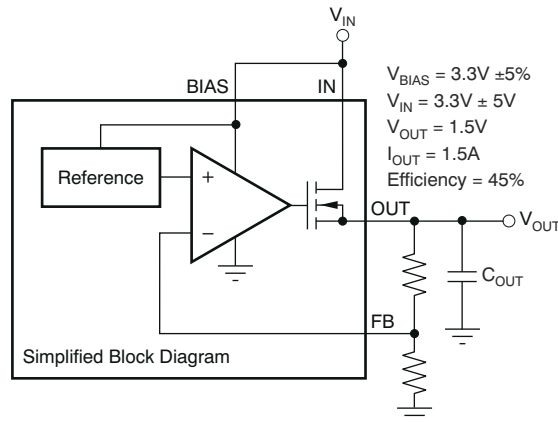 V_IN
BIAS
IN
V_BIAS = 3.3V ±5%
V_IN = 3.3V ± 5V
V_OUT = 1.5V
I_OUT = 1.5A
Efficiency = 45%
Reference
+
−
OUT
V_OUT
C_OUT
FB
Simplified Block Diagram